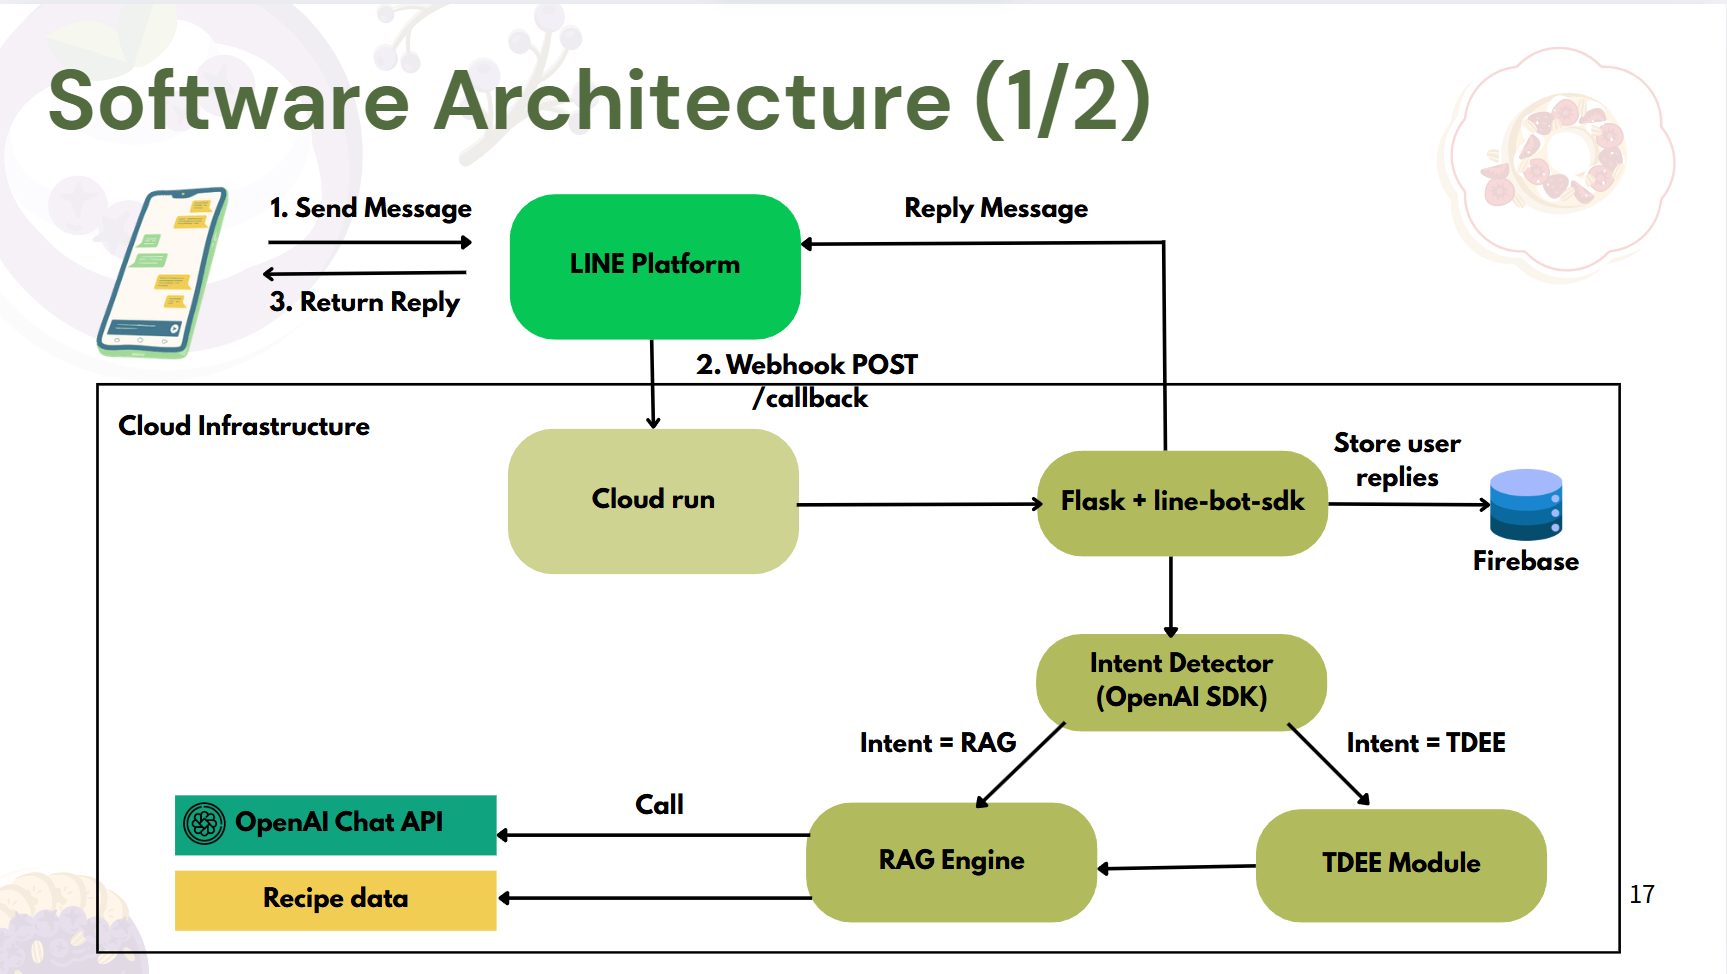 Software Architecture (1/2)
1. Send Message
3. Return Reply
LINE Platform
Reply Message
2. Webhook POST
/callback
Cloud Infrastructure
Cloud run
Flask + line-bot-sdk
Store user
replies
Firebase
Intent Detector
(OpenAI SDK)
Intent = RAG
Intent = TDEE
OpenAI Chat API
Call
RAG Engine
TDEE Module
Recipe data
17